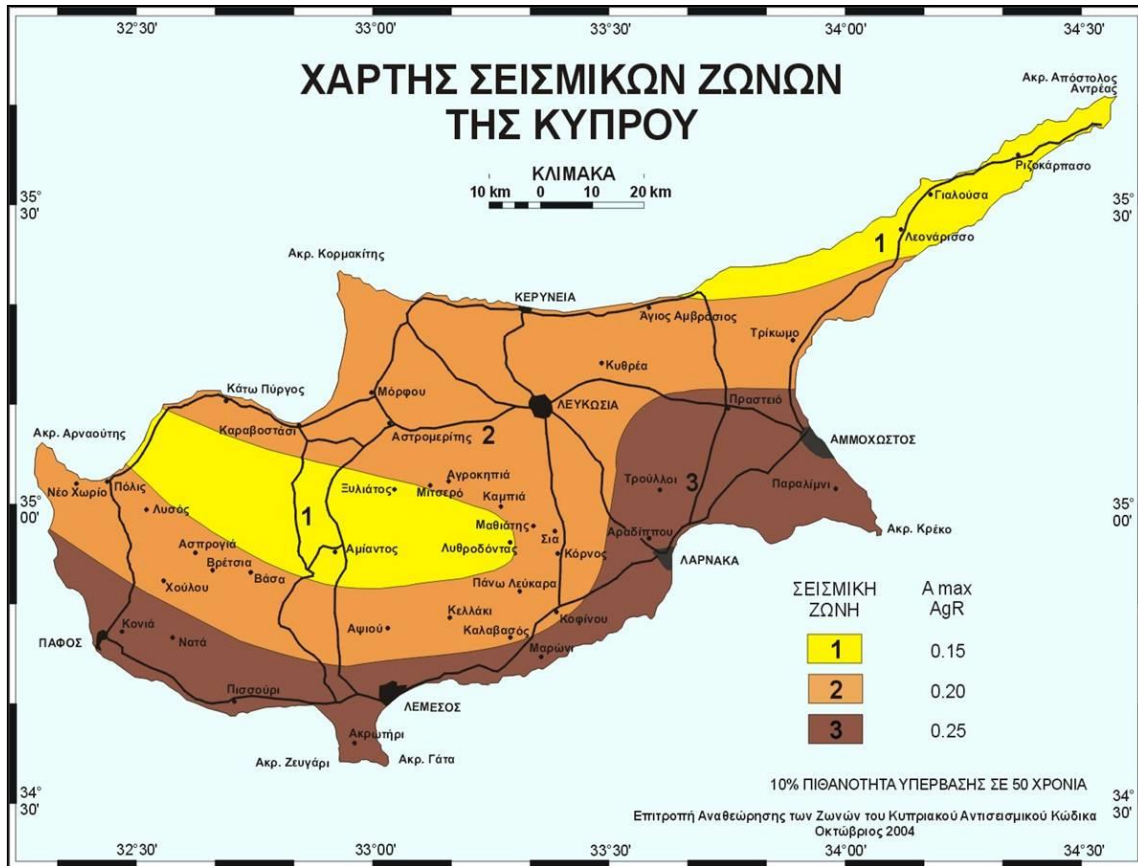 32°30' 33°00' 33°30' 34°00' 34°30'
ΧΑΡΤΗΣ ΣΕΙΣΜΙΚΩΝ ΖΩΝΩΝ
ΤΗΣ ΚΥΠΡΟΥ
Ακρ. Απόστολος
Αντρέας
ΚΛΙΜΑΚΑ
10 km 0 10 20 km
35°
30'
35°
30'
Ριζοκάρπασο
Γιαλούσα
Λεονάρισσο
1
Ακρ. Κορμακίτης
ΚΕΡΥΝΕΙΑ
Άγιος Αμβρόσιος
Τρίκωμο
Κυθρέα
Κάτω Πύργος
Μόρφου
ΛΕΥΚΩΣΙΑ
Πραστειό
Καραβοστάσι
Αστρομερίτης
2
ΑΜΜΟΧΩΣΤΟΣ
Ακρ. Αρναούτης
Νέο Χωρίο
Πόλις
Ξυλιάτος
Αγροκηπιά
Μιτσερό
Καμπιά
Τρούλλοι
3
Παραλίμνι
35°
00'
35°
00'
Λυσός
1
Μαθιάτης
Σια
Αραδίππου
Ακρ. Κρέκο
Ασπρογιά
Αμίαντος
Λυθροδόντας
Κόρνος
ΛΑΡΝΑΚΑ
Βρέτσια
Βάσα
Χούλου
Πάνω Λεύκαρα
Κελλάκι
Κοφίνου
Κονιά
Αψιού
Καλαβασός
ΠΑΦΟΣ
Νατά
Μαρώνι
Πισσούρι
ΛΕΜΕΣΟΣ
Ακρωτήρι
Ακρ. Ζευγάρι
Ακρ. Γάτα
ΣΕΙΣΜΙΚΗ A max
ΖΩΝΗ AgR
1 0.15
2 0.20
3 0.25
10% ΠΙΘΑΝΟΤΗΤΑ ΥΠΕΡΒΑΣΗΣ ΣΕ 50 ΧΡΟΝΙΑ
34°
30'
34°
30'
Επιτροπή Αναθεώρησης των Ζωνών του Κυπριακού Αντισεισμικού Κώδικα
Οκτώβριος 2004
32°30' 33°00' 33°30' 34°00' 34°30'